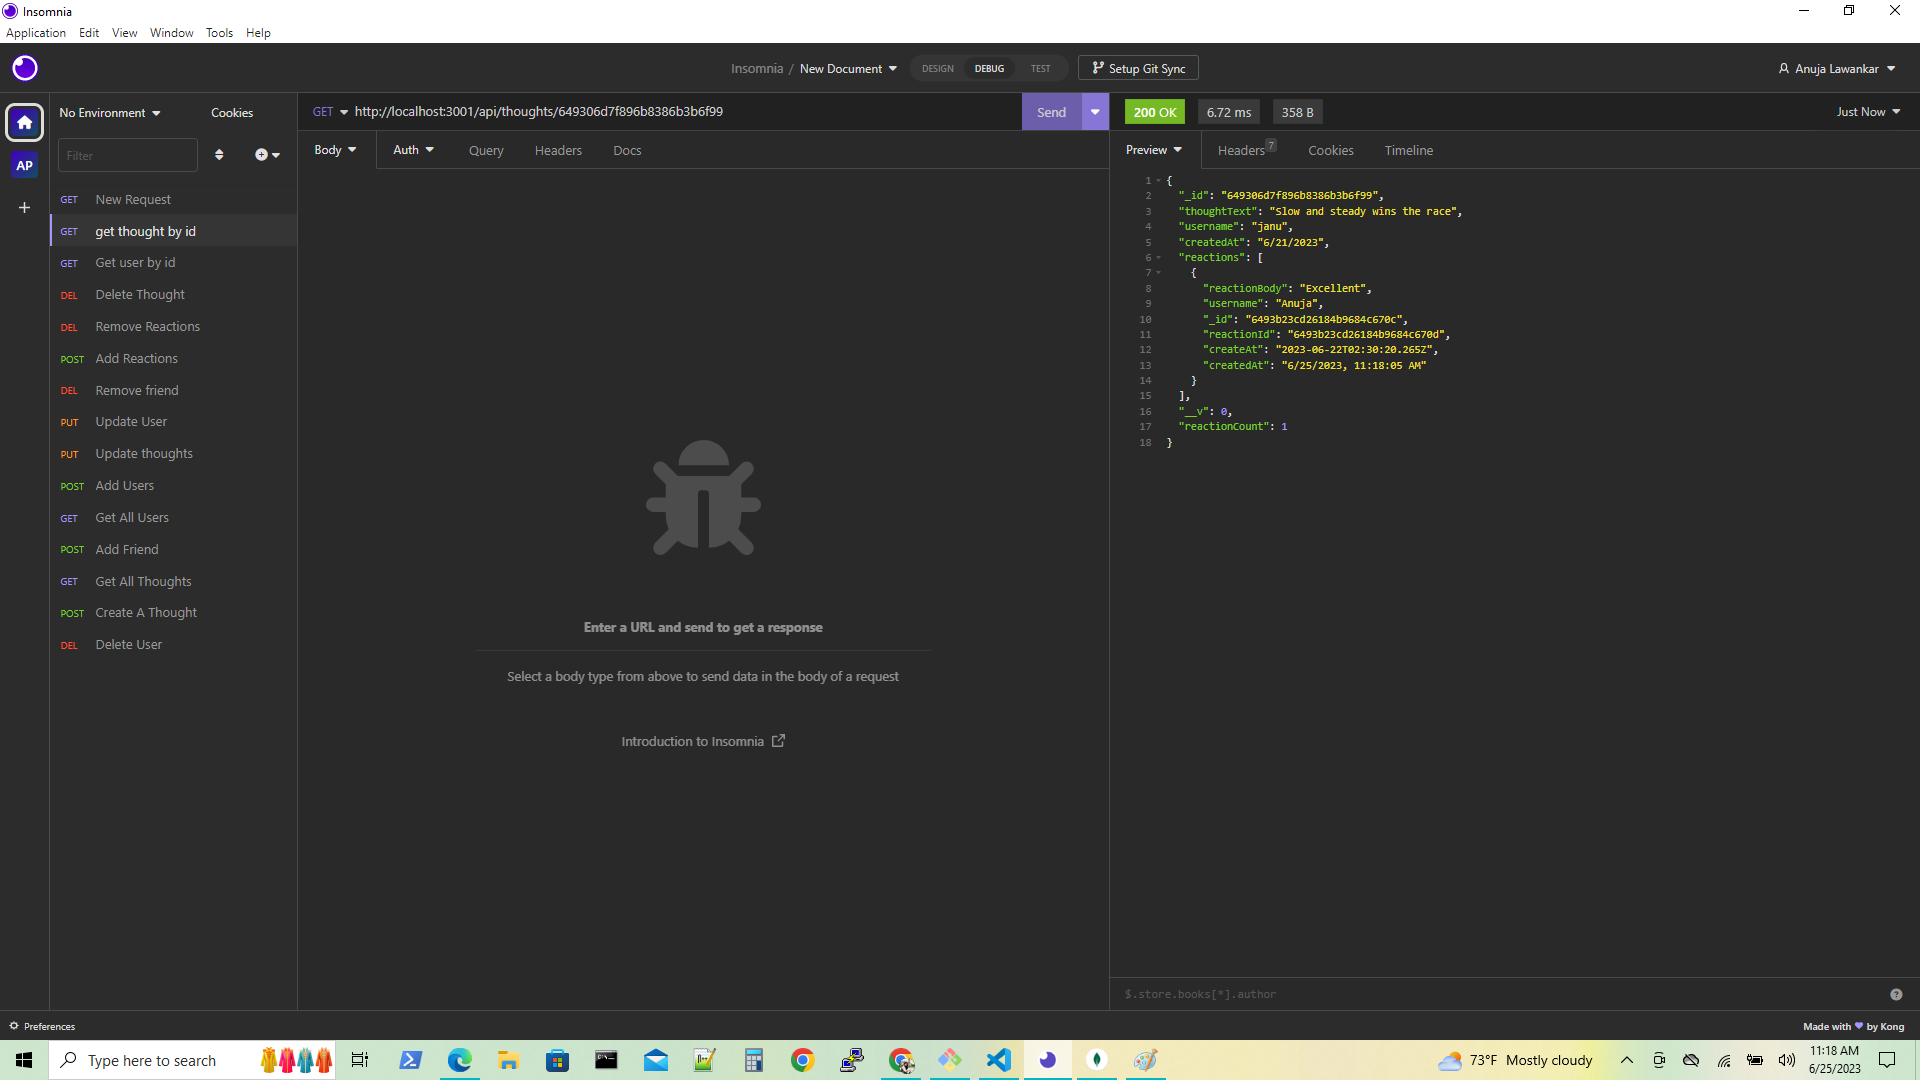 Insomnia
Application Edit View Window Tools Help
Insomnia / New Document DESIGN DEBUG TEST Setup Git Sync Anuja Lawankar
AP
No Environment Cookies
Filter
GET New Request
GET get thought by id
GET Get user by id
DEL Delete Thought
DEL Remove Reactions
POST Add Reactions
DEL Remove friend
PUT Update User
PUT Update thoughts
POST Add Users
GET Get All Users
POST Add Friend
GET Get All Thoughts
POST Create A Thought
DEL Delete User
GET http://localhost:3001/api/thoughts/649306d7f896b8386b3b6f99 Send
Body Auth Query Headers Docs
Enter a URL and send to get a response
Select a body type from above to send data in the body of a request
Introduction to Insomnia
200 OK 6.72 ms 358 B Just Now
Preview Headers 7 Cookies Timeline
1 {
2 "_id": "649306d7f896b8386b3b6f99",
3 "thoughtText": "Slow and steady wins the race",
4 "username": "janu",
5 "createdAt": "6/21/2023",
6 "reactions": [
7 {
8 "reactionBody": "Excellent",
9 "username": "Anuja",
10 "_id": "6493b23cd26184b9684c670c",
11 "reactionId": "6493b23cd26184b9684c670d",
12 "createAt": "2023-06-22T02:30:20.265Z",
13 "createdAt": "6/25/2023, 11:18:05 AM"
14 }
15 ],
16 "__v": 0,
17 "reactionCount": 1
18 }
$.store.books[*].author
Preferences Made with by Kong
Type here to search 73°F Mostly cloudy 11:18 AM
6/25/2023